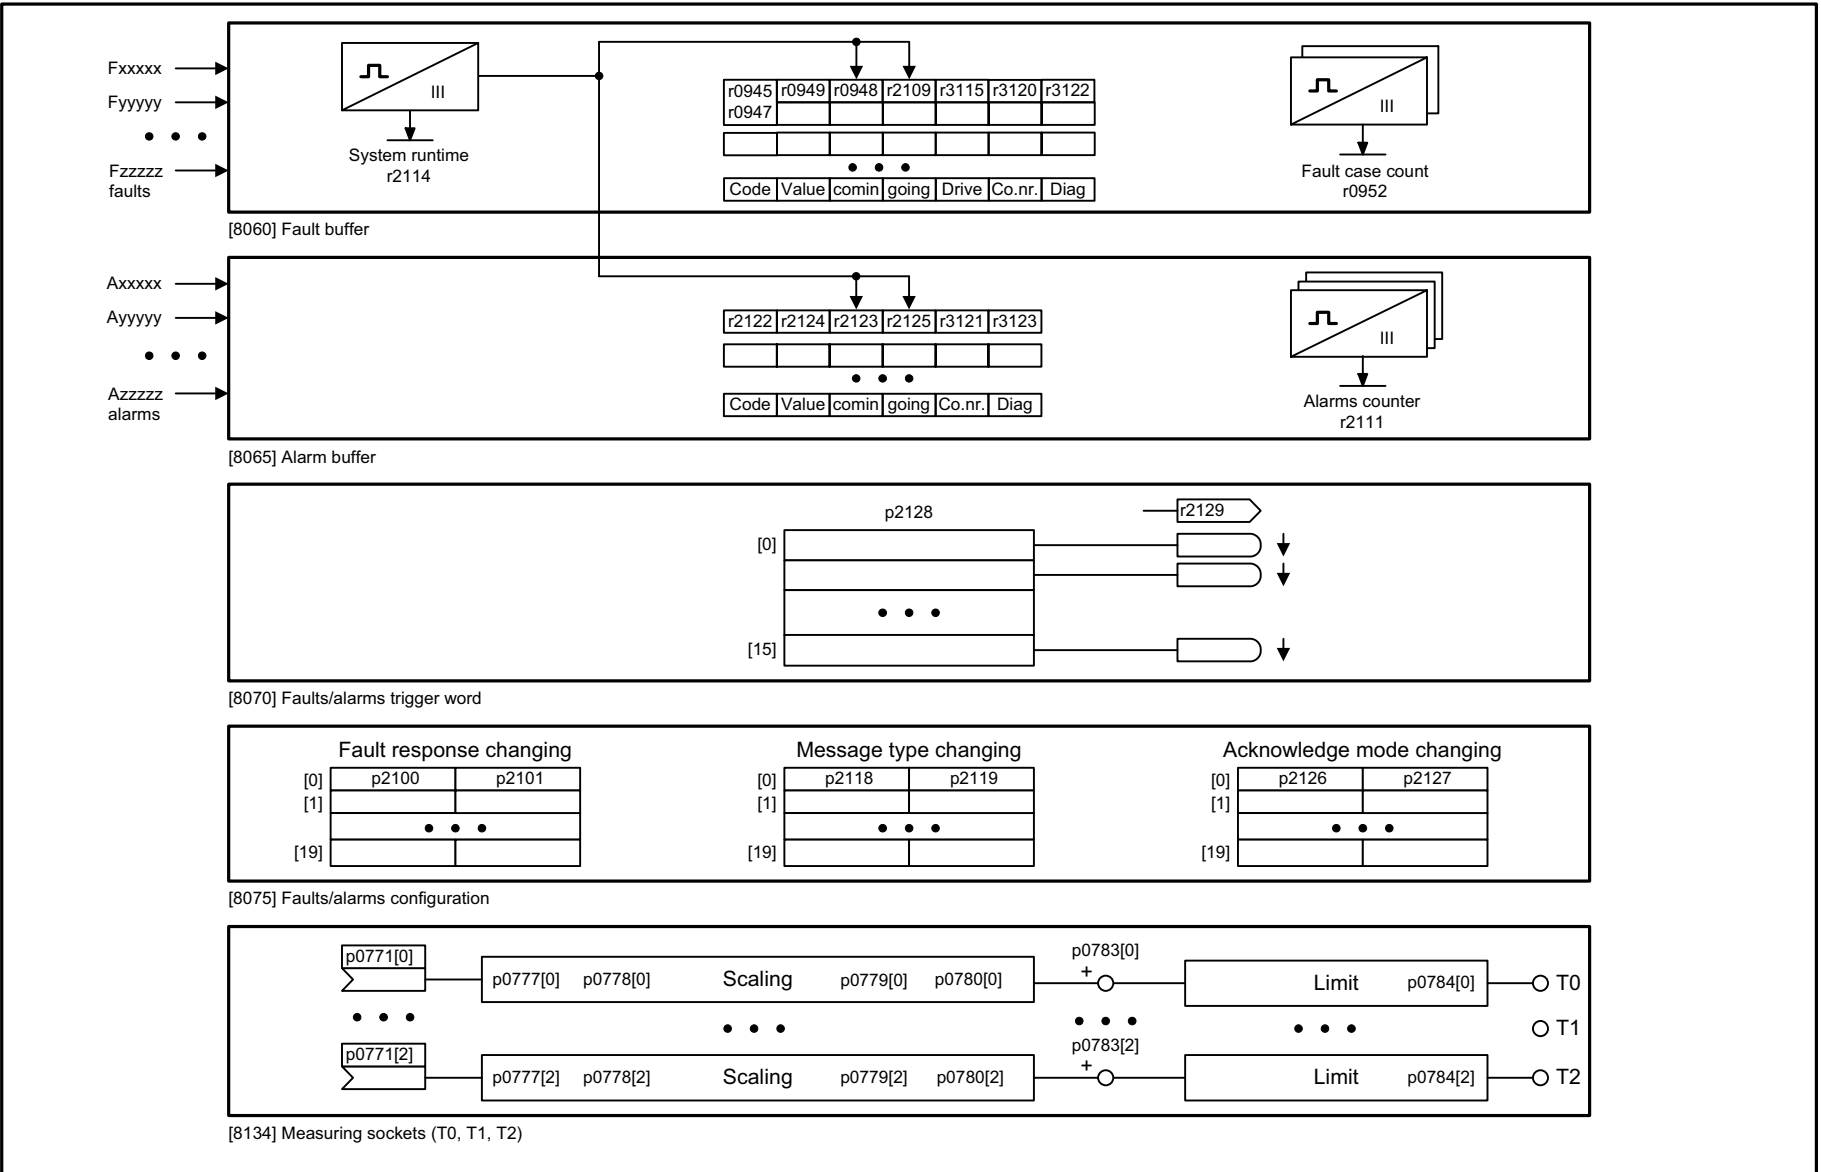 Fxxxxx
Fyyyyy
Fzzzzz
faults
III
System runtime
r2114
r0945 r0949 r0948 r2109 r3115 r3120 r3122
r0947
Code Value comin going Drive Co.nr. Diag
III
Fault case count
r0952
[8060] Fault buffer
Axxxxx
Ayyyyy
Azzzzz
alarms
r2122 r2124 r2123 r2125 r3121 r3123
Code Value comin going Co.nr. Diag
III
Alarms counter
r2111
[8065] Alarm buffer
p2128
r2129
[0]
[15]
[8070] Faults/alarms trigger word
Fault response changing
[0] p2100 p2101
[1]
[19]
Message type changing
[0] p2118 p2119
[1]
[19]
Acknowledge mode changing
[0] p2126 p2127
[1]
[19]
[8075] Faults/alarms configuration
p0771[0]
p0777[0] p0778[0] Scaling p0779[0] p0780[0]
p0783[0]
+
Limit p0784[0]
T0
T1
p0771[2]
p0777[2] p0778[2] Scaling p0779[2] p0780[2]
p0783[2]
+
Limit p0784[2]
T2
[8134] Measuring sockets (T0, T1, T2)